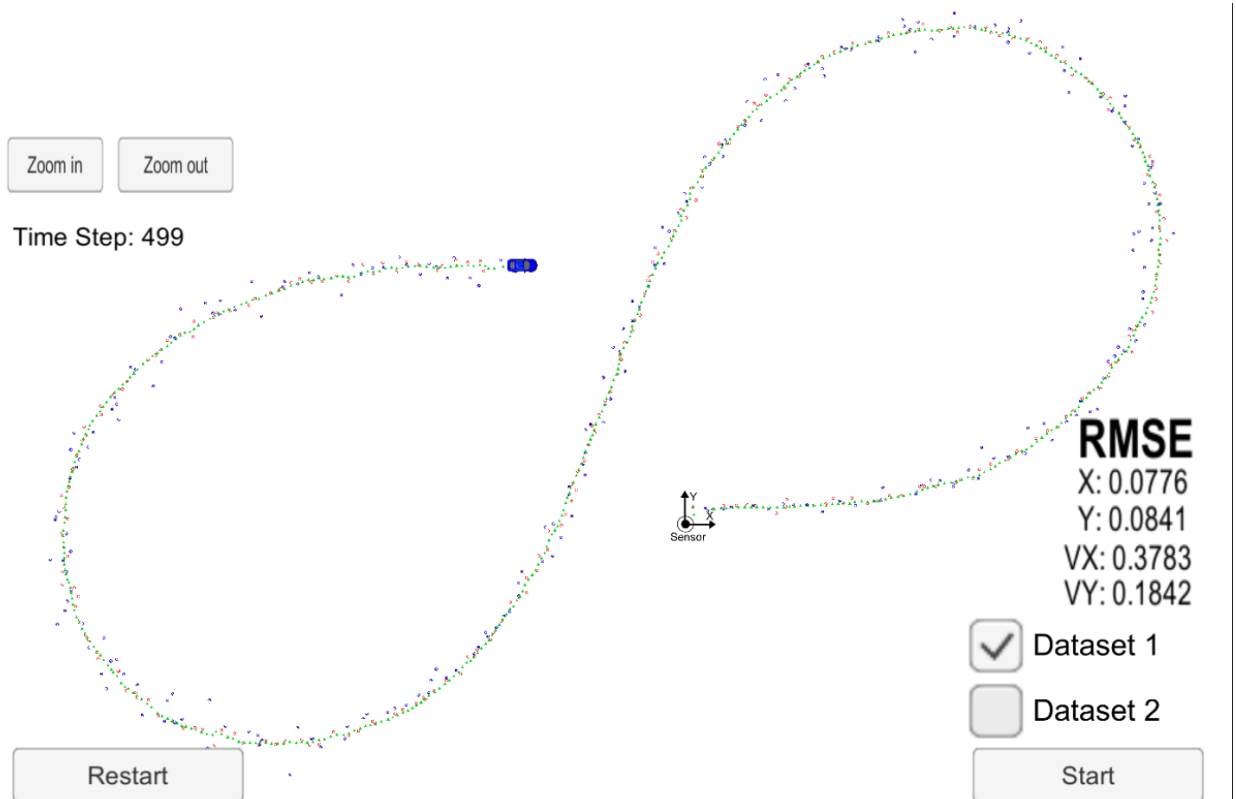 Zoom in
Zoom out
Time Step: 499
Y
X
Sensor
RMSE
X: 0.0776
Y: 0.0841
VX: 0.3783
VY: 0.1842
Dataset 1
Dataset 2
Restart
Start